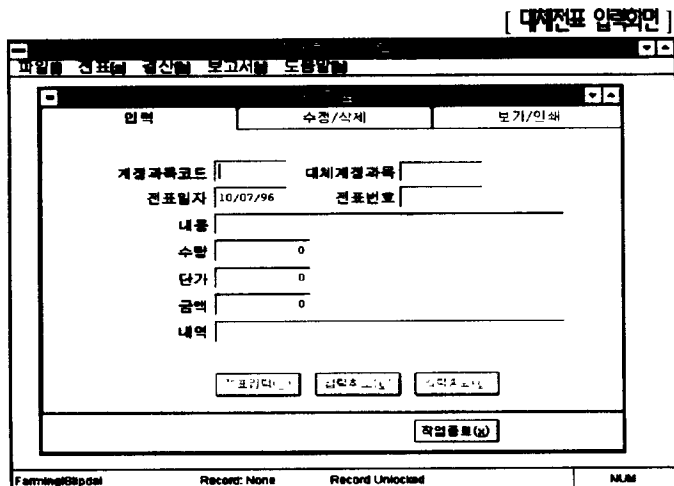 [ 대체전표 입력화면 ]
파일 전표 결산 보고서 도움말
입력 수정/삭제 보기/인쇄
계정과목코드 대체계정과목
전표일자 10/07/96 전표번호
내용
수량 0
단가 0
금액 0
내역
작업종료(x)
Record: None Record Unlocked NUM